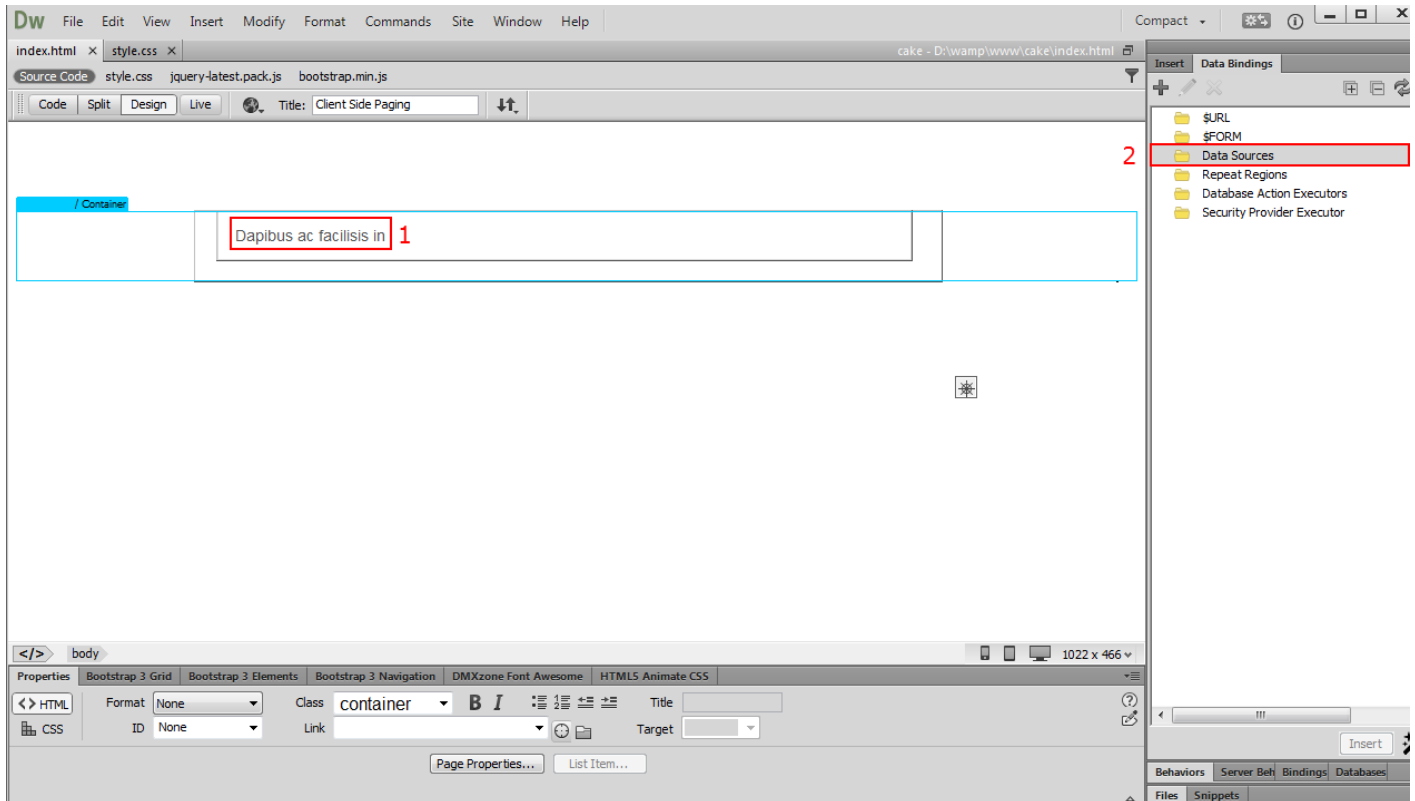 Dw File Edit View Insert Modify Format Commands Site Window Help Compact
index.html × style.css × cake - D:\wamp\www\cake\index.html
Source Code style.css jquery-latest.pack.js bootstrap.min.js
Code Split Design Live Title: Client Side Paging
Insert Data Bindings
$URL
$FORM
2 Data Sources
Repeat Regions
Database Action Executors
Security Provider Executor
/ Container
Dapibus ac facilisis in 1
</> body 1022 x 466
Properties Bootstrap 3 Grid Bootstrap 3 Elements Bootstrap 3 Navigation DMXzone Font Awesome HTML5 Animate CSS
<> HTML Format None Class container B I Title
CSS ID None Link Target
Page Properties... List Item...
Insert
Behaviors Server Beh Bindings Databases
Files Snippets